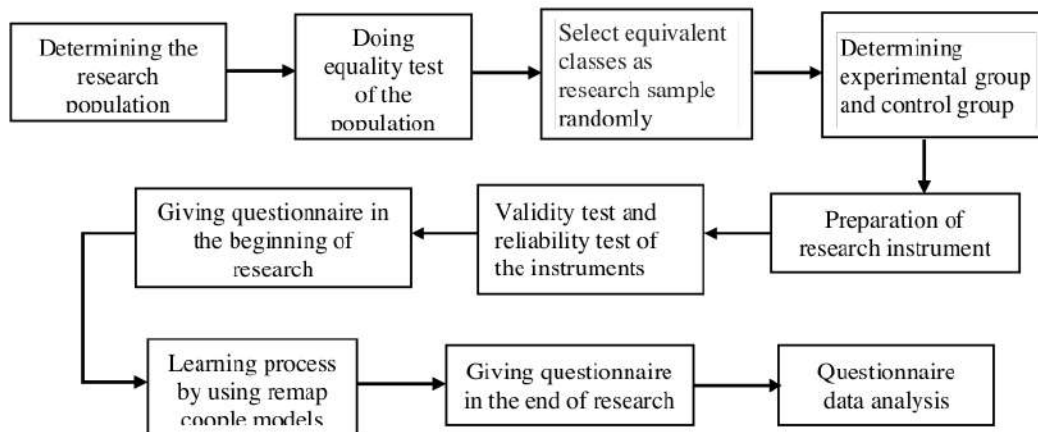 Determining the
research
population
Doing
equality test
of the
population
Select equivalent
classes as
research sample
randomly
Determining
experimental group
and control group
Preparation of
research instrument
Validity test and
reliability test of
the instruments
Giving questionnaire in
the beginning of
research
Learning process
by using remap
coople models
Giving questionnaire
in the end of research
Questionnaire
data analysis